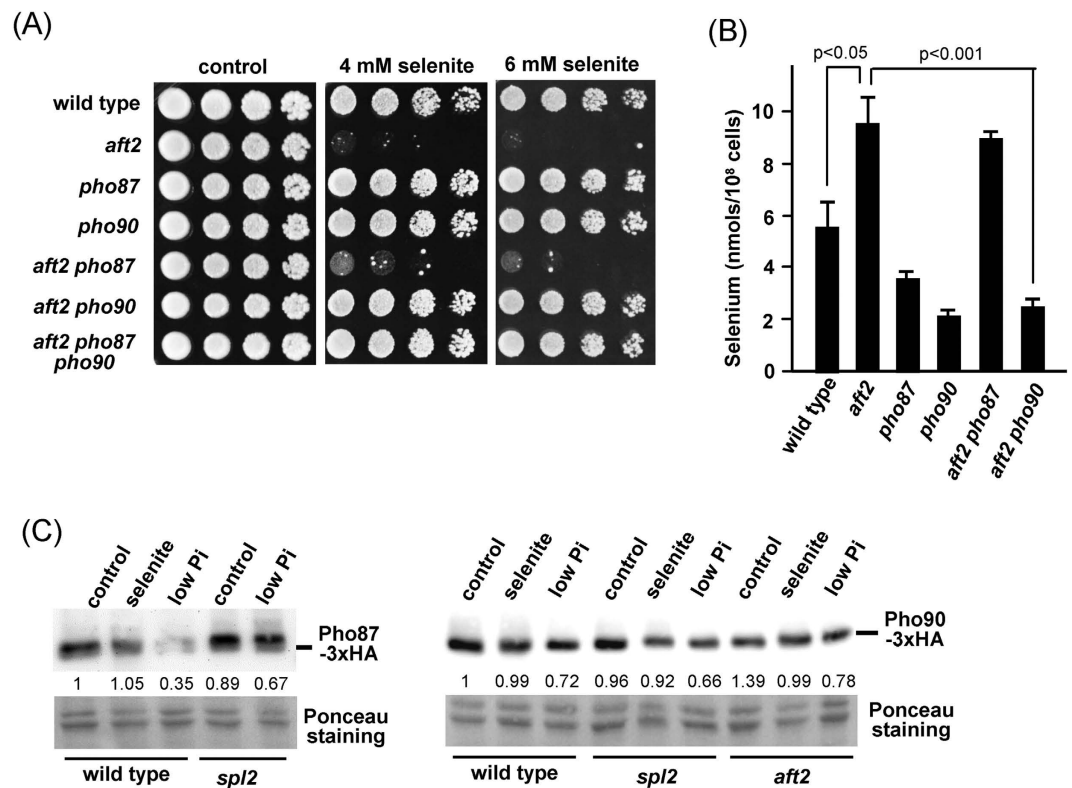 (A)
control
4 mM selenite
6 mM selenite
wild type
aft2
pho87
pho90
aft2 pho87
aft2 pho90
aft2 pho87
pho90
(B)
p<0.05
p<0.001
Selenium (nmols/10⁸ cells)
10
8
6
4
2
0
wild type
aft2
pho87
pho90
aft2 pho87
aft2 pho90
(C)
control
selenite
low Pi
control
low Pi
Pho87
-3xHA
1 1.05 0.35 0.89 0.67
Ponceau
staining
wild type
spl2
control
selenite
low Pi
control
selenite
low Pi
control
selenite
low Pi
Pho90
-3xHA
1 0.99 0.72 0.96 0.92 0.66 1.39 0.99 0.78
Ponceau
staining
wild type
spl2
aft2